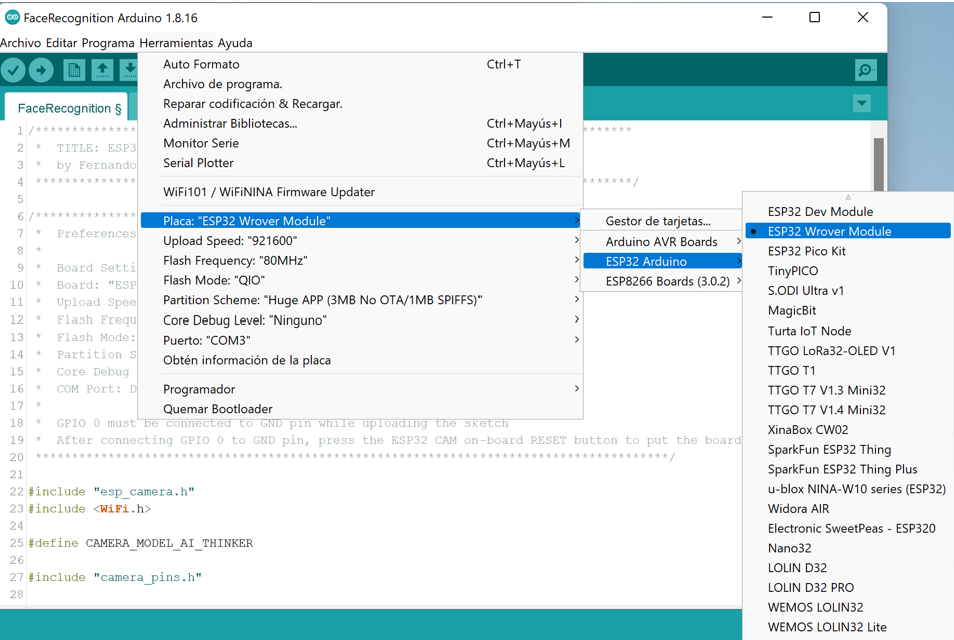 FaceRecognition Arduino 1.8.16
Archivo Editar Programa Herramientas Ayuda
FaceRecognition §
Auto Formato Ctrl+T
Archivo de programa.
Reparar codificación & Recargar.
Administrar Bibliotecas... Ctrl+Mayús+I
Monitor Serie Ctrl+Mayús+M
Serial Plotter Ctrl+Mayús+L
WiFi101 / WiFiNINA Firmware Updater
Placa: "ESP32 Wrover Module"
Upload Speed: "921600"
Flash Frequency: "80MHz"
Flash Mode: "QIO"
Partition Scheme: "Huge APP (3MB No OTA/1MB SPIFFS)"
Core Debug Level: "Ninguno"
Puerto: "COM3"
Obtén información de la placa
Programador
Quemar Bootloader
Gestor de tarjetas...
Arduino AVR Boards
ESP32 Arduino
ESP8266 Boards (3.0.2)
ESP32 Dev Module
ESP32 Wrover Module
ESP32 Pico Kit
TinyPICO
S.ODI Ultra v1
MagicBit
Turta IoT Node
TTGO LoRa32-OLED V1
TTGO T1
TTGO T7 V1.3 Mini32
TTGO T7 V1.4 Mini32
XinaBox CW02
SparkFun ESP32 Thing
SparkFun ESP32 Thing Plus
u-blox NINA-W10 series (ESP32)
Widora AIR
Electronic SweetPeas - ESP320
Nano32
LOLIN D32
LOLIN D32 PRO
WEMOS LOLIN32
WEMOS LOLIN32 Lite
1 /************* *******
2 * TITLE: ESP3
3 * by Fernando
4 ************* *******/
5
6 /*************
7 * Preferences
8 *
9 * Board Setti
10 * Board: "ESP
11 * Upload Spee
12 * Flash Frequ
13 * Flash Mode:
14 * Partition S
15 * Core Debug
16 * COM Port: D
17 *
18 * GPIO 0 must be connected to GND pin while uploading the sketch
19 * After connecting GPIO 0 to GND pin, press the ESP32 CAM on-board RESET button to put the board
20 **************************************************************************************/
21
22 #include "esp_camera.h"
23 #include <WiFi.h>
24
25 #define CAMERA_MODEL_AI_THINKER
26
27 #include "camera_pins.h"
28